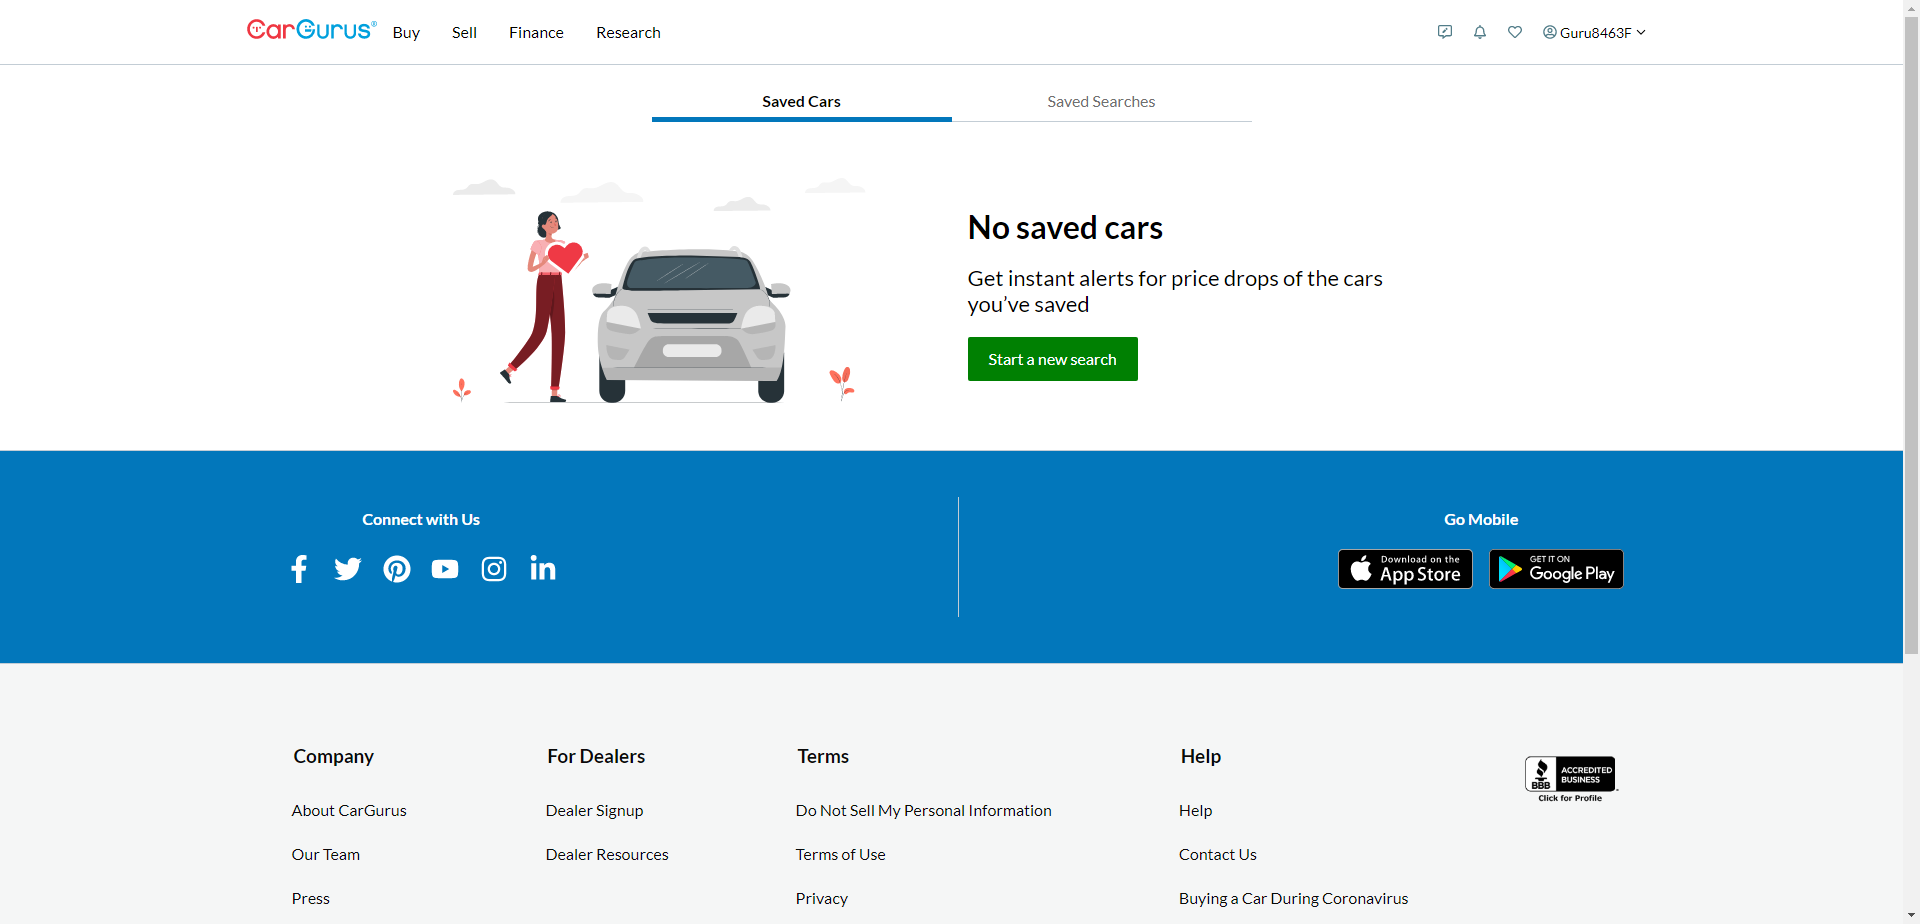 CarGurus®
Buy
Sell
Finance
Research
Guru8463F
Saved Cars
Saved Searches
No saved cars
Get instant alerts for price drops of the cars
you’ve saved
Start a new search
Connect with Us
Go Mobile
Download on the
App Store
GET IT ON
Google Play
Company
For Dealers
Terms
Help
BBB
ACCREDITED
BUSINESS
Click for Profile
About CarGurus
Dealer Signup
Do Not Sell My Personal Information
Help
Our Team
Dealer Resources
Terms of Use
Contact Us
Press
Privacy
Buying a Car During Coronavirus